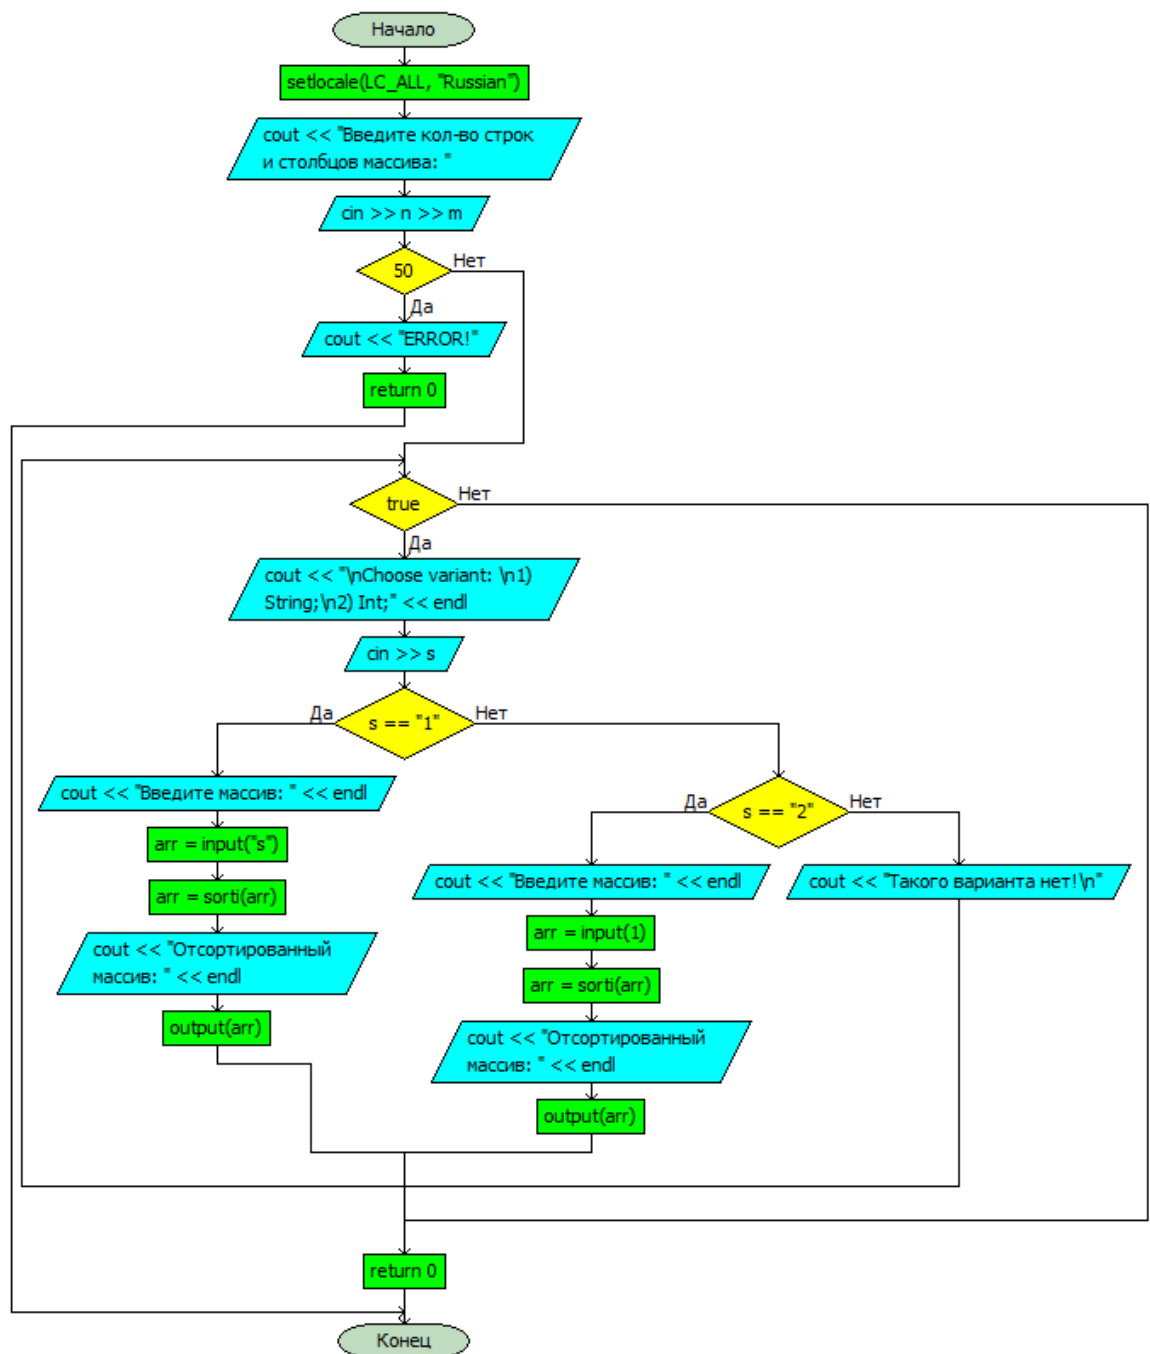 Начало
setlocale(LC_ALL, "Russian")
cout << "Введите кол-во строк
и столбцов массива: "
cin >> n >> m
50
Нет
Да
cout << "ERROR!"
return 0
true
Нет
Да
cout << "\nChoose variant: \n1)
String;\n2) Int;" << endl
cin >> s
s == "1"
Да
Нет
cout << "Введите массив: " << endl
arr = input("s")
arr = sorti(arr)
cout << "Отсортированный
массив: " << endl
output(arr)
s == "2"
Да
Нет
cout << "Введите массив: " << endl
arr = input(1)
arr = sorti(arr)
cout << "Отсортированный
массив: " << endl
output(arr)
cout << "Такого варианта нет!\n"
return 0
Конец